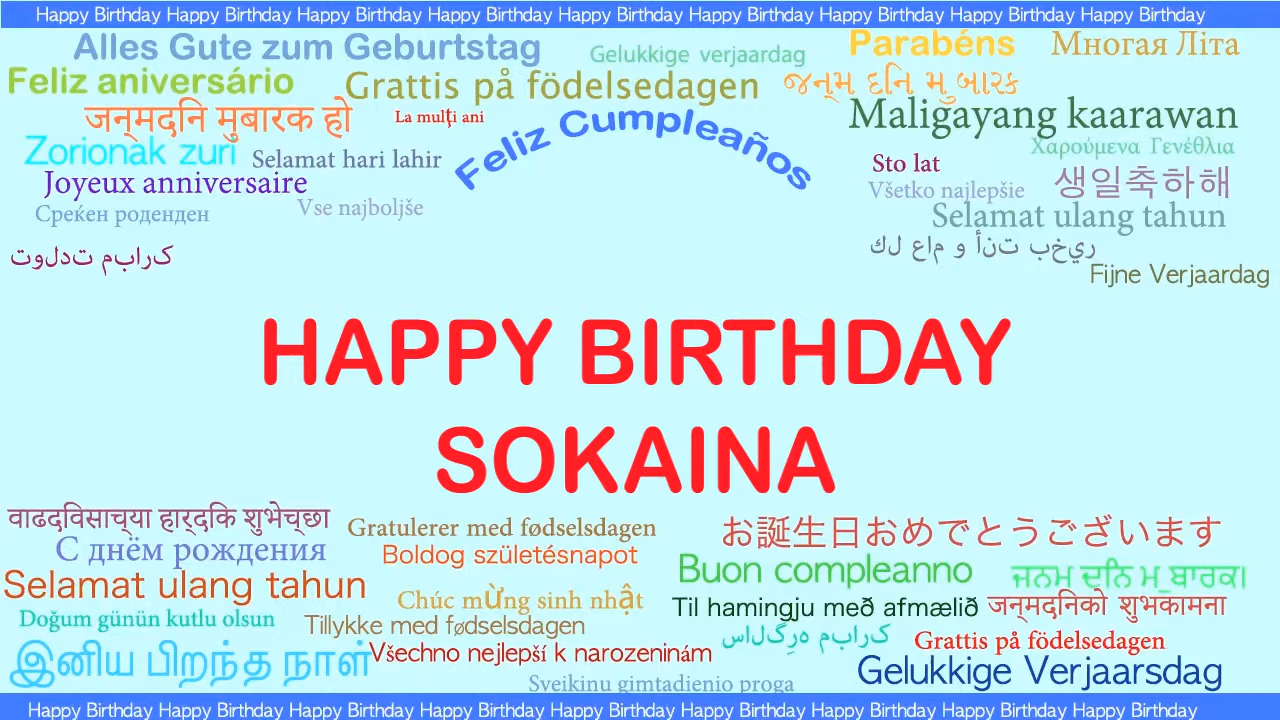 Happy Birthday Happy Birthday Happy Birthday Happy Birthday Happy Birthday Happy Birthday Happy Birthday Happy Birthday Happy Birthday
Alles Gute zum Geburtstag
Gelukkige verjaardag
Parabéns
Многая Літа
Feliz aniversário
Grattis på födelsedagen
જન્મ દિન મુબારક
जन्मदिन मुबारक हो
La mulţi ani
Feliz Cumpleaños
Maligayang kaarawan
Zorionak zuri
Selamat hari lahir
Χαρούμενα Γενέθλια
Sto lat
Joyeux anniversaire
Všetko najlepšie
생일축하해
Среќен роденден
Vse najboljše
Selamat ulang tahun
تولدت مبارک
كل عام و أنت بخير
Fijne Verjaardag
HAPPY BIRTHDAY
SOKAINA
वाढदिवसाच्या हार्दिक शुभेच्छा
Gratulerer med fødselsdagen
お誕生日おめでとうございます
С днём рождения
Boldog születésnapot
Buon compleanno
Selamat ulang tahun
Chúc mừng sinh nhật
Til hamingju með afmælið
जन्मदिनको शुभकामना
Doğum günün kutlu olsun
Tillykke med fødselsdagen
سالگره مبارک
Grattis på födelsedagen
இனிய பிறந்த நாள்
Všechno nejlepší k narozeninám
Gelukkige Verjaarsdag
Sveikinu gimtadienio proga
Happy Birthday Happy Birthday Happy Birthday Happy Birthday Happy Birthday Happy Birthday Happy Birthday Happy Birthday Happy Birthday